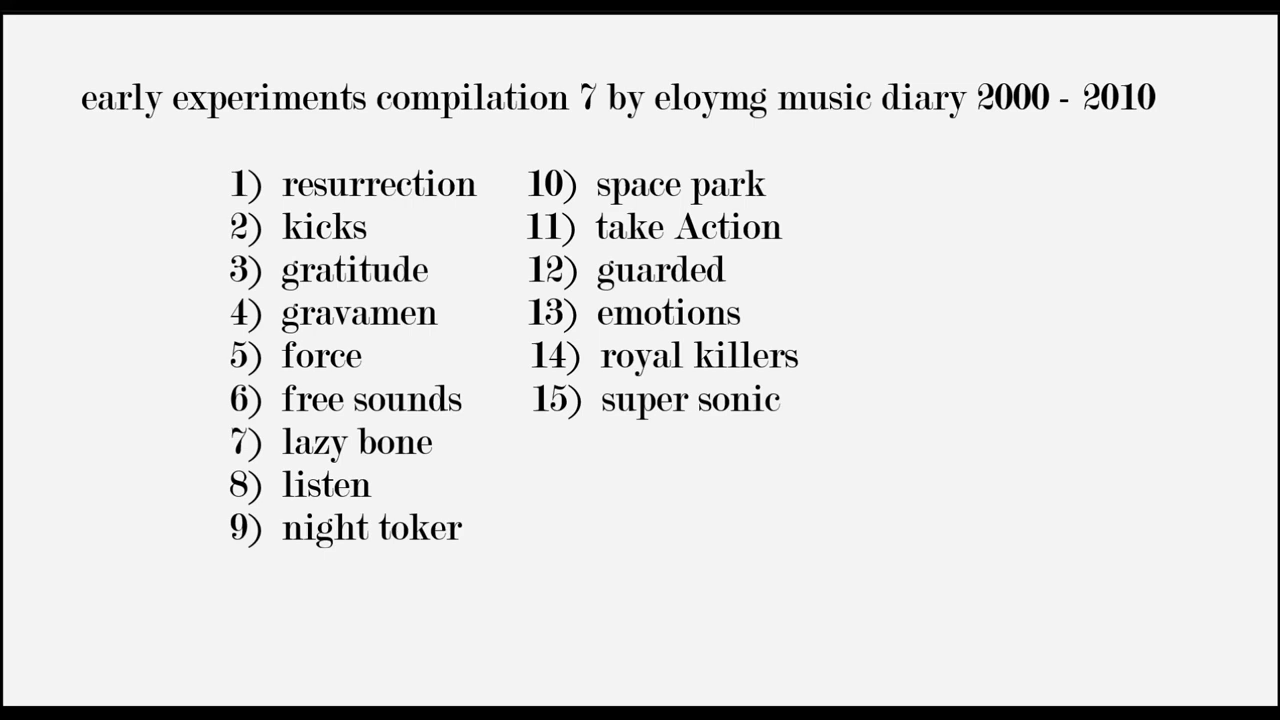 early experiments compilation 7 by eloymg music diary 2000 - 2010
1) resurrection
2) kicks
3) gratitude
4) gravamen
5) force
6) free sounds
7) lazy bone
8) listen
9) night toker
10) space park
11) take Action
12) guarded
13) emotions
14) royal killers
15) super sonic